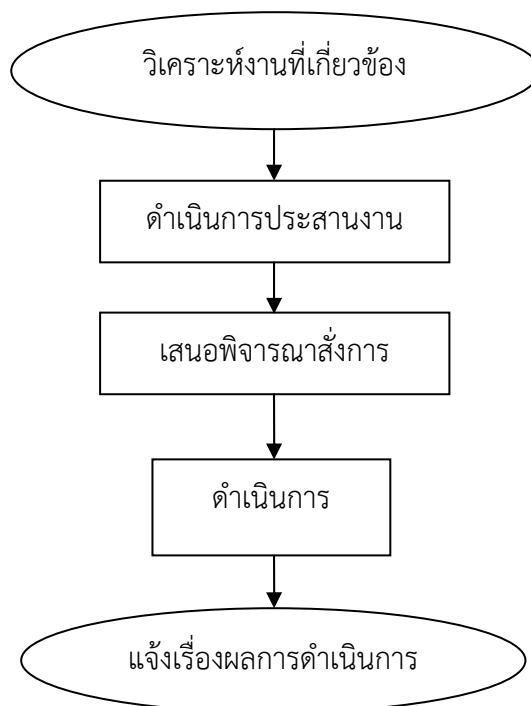 วิเคราะห์งานที่เกี่ยวข้อง
ดำเนินการประสานงาน
เสนอพิจารณาสั่งการ
ดำเนินการ
แจ้งเรื่องผลการดำเนินการ